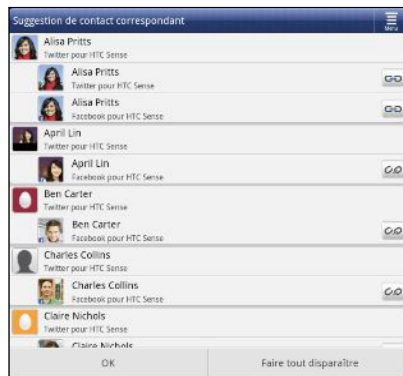 Suggestion de contact correspondant
Menu
Alisa Pritts
Twitter pour HTC Sense
Alisa Pritts
Twitter pour HTC Sense
Alisa Pritts
Facebook pour HTC Sense
April Lin
Twitter pour HTC Sense
April Lin
Facebook pour HTC Sense
Ben Carter
Twitter pour HTC Sense
Ben Carter
Facebook pour HTC Sense
Charles Collins
Twitter pour HTC Sense
Charles Collins
Facebook pour HTC Sense
Claire Nichols
Twitter pour HTC Sense
Claire Nichols
OK
Faire tout disparaître